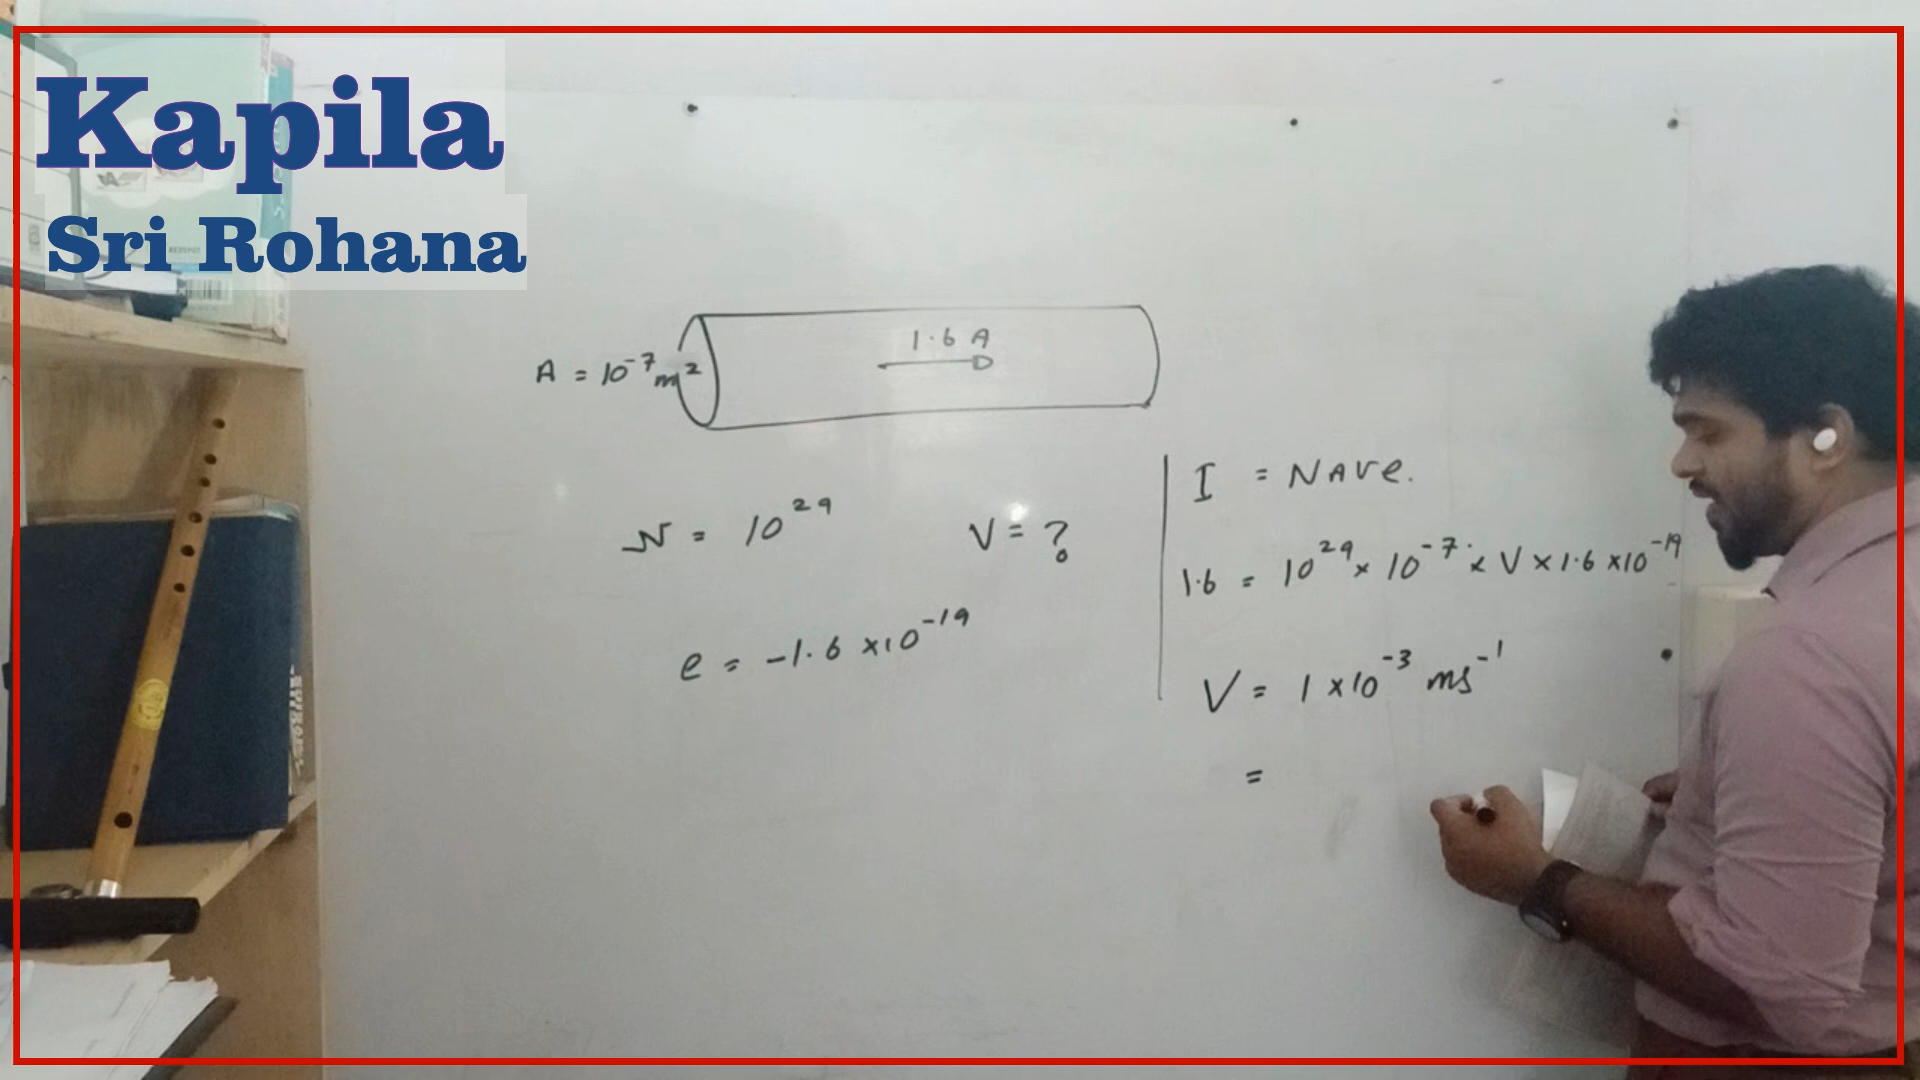 Kapila
Sri Rohana
1.6 A
A = 10⁻⁷ m²
N = 10²⁹
V = ?
e = -1.6 ×10⁻¹⁹
I = NAve.
1.6 = 10²⁹ × 10⁻⁷ × V × 1.6 ×10⁻¹⁹
V = 1 ×10⁻³ ms⁻¹
=